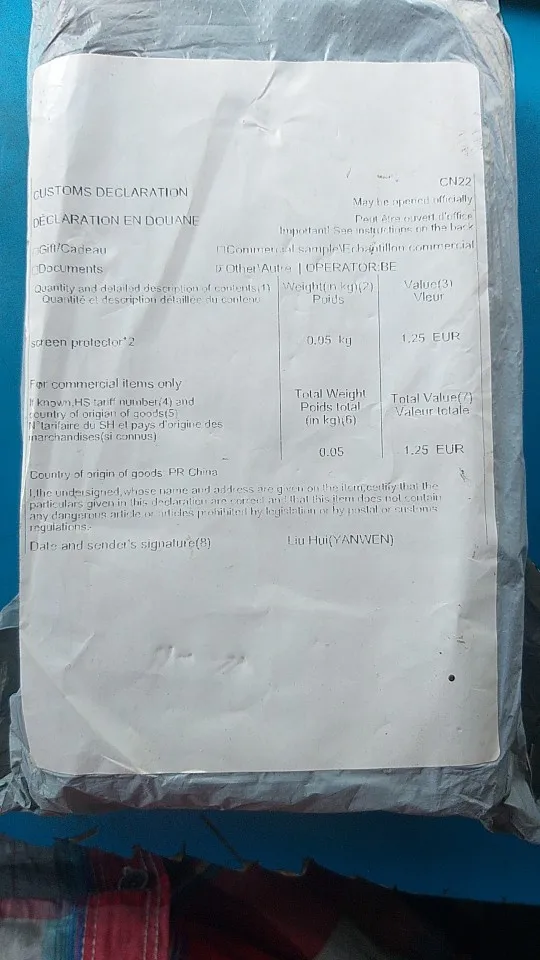 CN22
CUSTOMS DECLARATION
May be opened officially
DÉCLARATION EN DOUANE
Peut être ouvert d'office
Important! See instructions on the back
Gift/Cadeau
Commercial sample\Echantillon commercial
Documents
Other\Autre | OPERATOR:BE
Quantity and detailed description of contents(1)
Quantité et description détaillée du contenu
Weight(in kg)(2)
Poids
Value(3)
Vleur
screen protector*2
0.05 kg
1.25 EUR
For commercial items only
If known,HS tariff number(4) and
country of origian of goods(5)
N°tarifaire du SH et pays d'origine des
marchandises(si connus)
Total Weight
Poids total
(in kg)(6)
Total Value(7)
Valeur totale
0.05
1.25 EUR
Country of origin of goods: PR China
I,the undersigned,whose name and address are given on the item,certify that the
particulars given in this declaration are correct and that this item does not contain
any dangerous article or articles prohibited by legislation or by postal or customs
regulations.
Date and sender's signature(8)
Liu Hui(YANWEN)